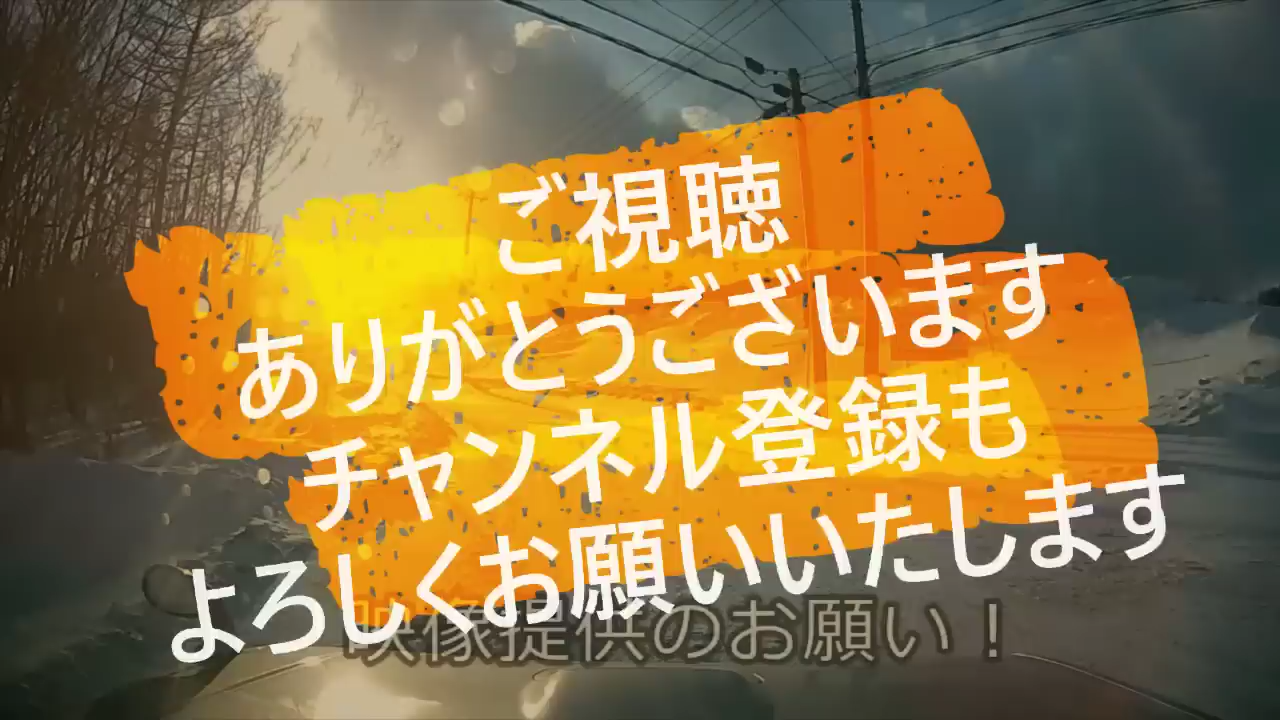 ご視聴
ありがとうございます
チャンネル登録も
よろしくお願いいたします
映像提供のお願い！